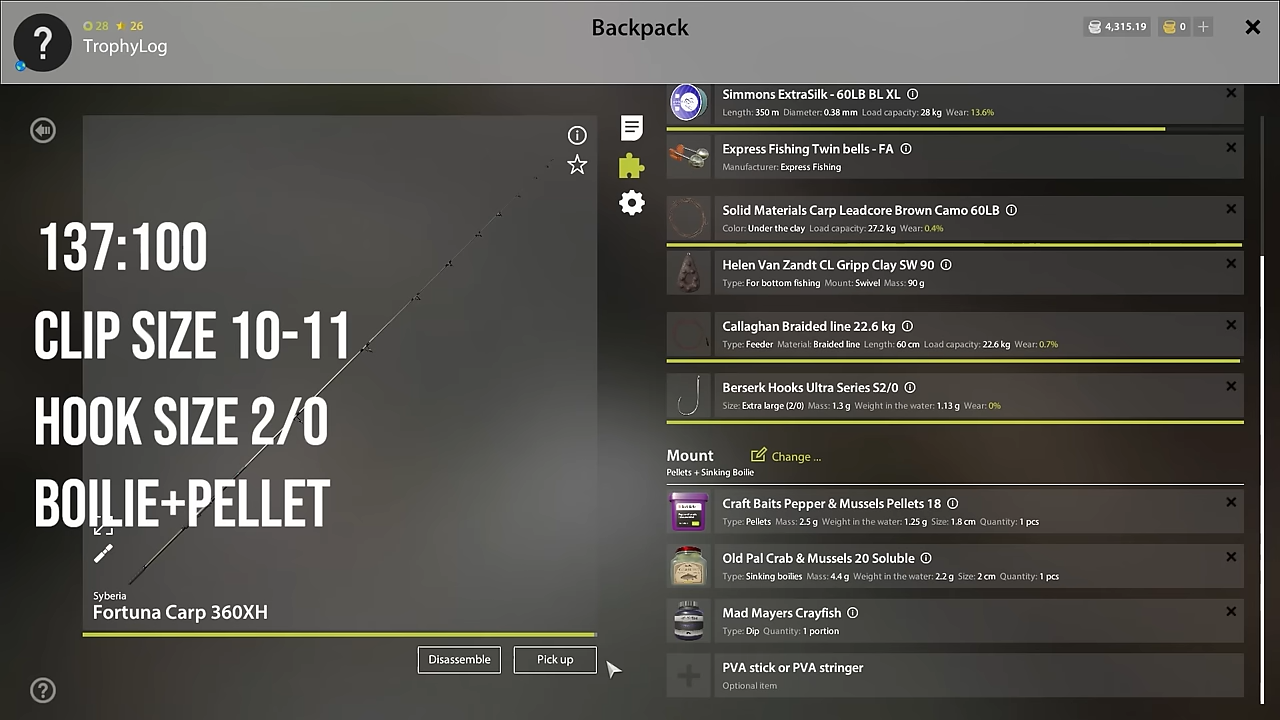 28 26
TrophyLog
Backpack
4,315.19
0
Simmons ExtraSilk - 60LB BL XL
Length: 350 m Diameter: 0.38 mm Load capacity: 28 kg Wear: 13.6%
Express Fishing Twin bells - FA
Manufacturer: Express Fishing
Solid Materials Carp Leadcore Brown Camo 60LB
Color: Under the clay Load capacity: 27.2 kg Wear: 0.4%
Helen Van Zandt CL Gripp Clay SW 90
Type: For bottom fishing Mount: Swivel Mass: 90 g
Callaghan Braided line 22.6 kg
Type: Feeder Material: Braided line Length: 60 cm Load capacity: 22.6 kg Wear: 0.7%
Berserk Hooks Ultra Series S2/0
Size: Extra large (2/0) Mass: 1.3 g Weight in the water: 1.13 g Wear: 0%
Mount
Change ...
Pellets + Sinking Boilie
Craft Baits Pepper & Mussels Pellets 18
Type: Pellets Mass: 2.5 g Weight in the water: 1.25 g Size: 1.8 cm Quantity: 1 pcs
Old Pal Crab & Mussels 20 Soluble
Type: Sinking boilies Mass: 4.4 g Weight in the water: 2.2 g Size: 2 cm Quantity: 1 pcs
Mad Mayers Crayfish
Type: Dip Quantity: 1 portion
PVA stick or PVA stringer
Optional item
137:100
CLIP SIZE 10-11
HOOK SIZE 2/0
BOILIE+PELLET
Syberia
Fortuna Carp 360XH
Disassemble
Pick up